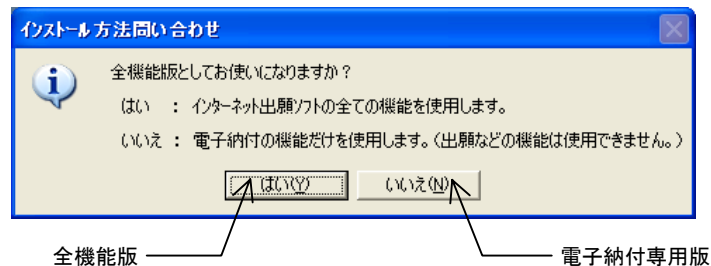 インストール方法問い合わせ
全機能版としてお使いになりますか？
はい　：　インターネット出願ソフトの全ての機能を使用します。
いいえ　：　電子納付の機能だけを使用します。（出願などの機能は使用できません。）
はい(Y)　いいえ(N)
全機能版　電子納付専用版